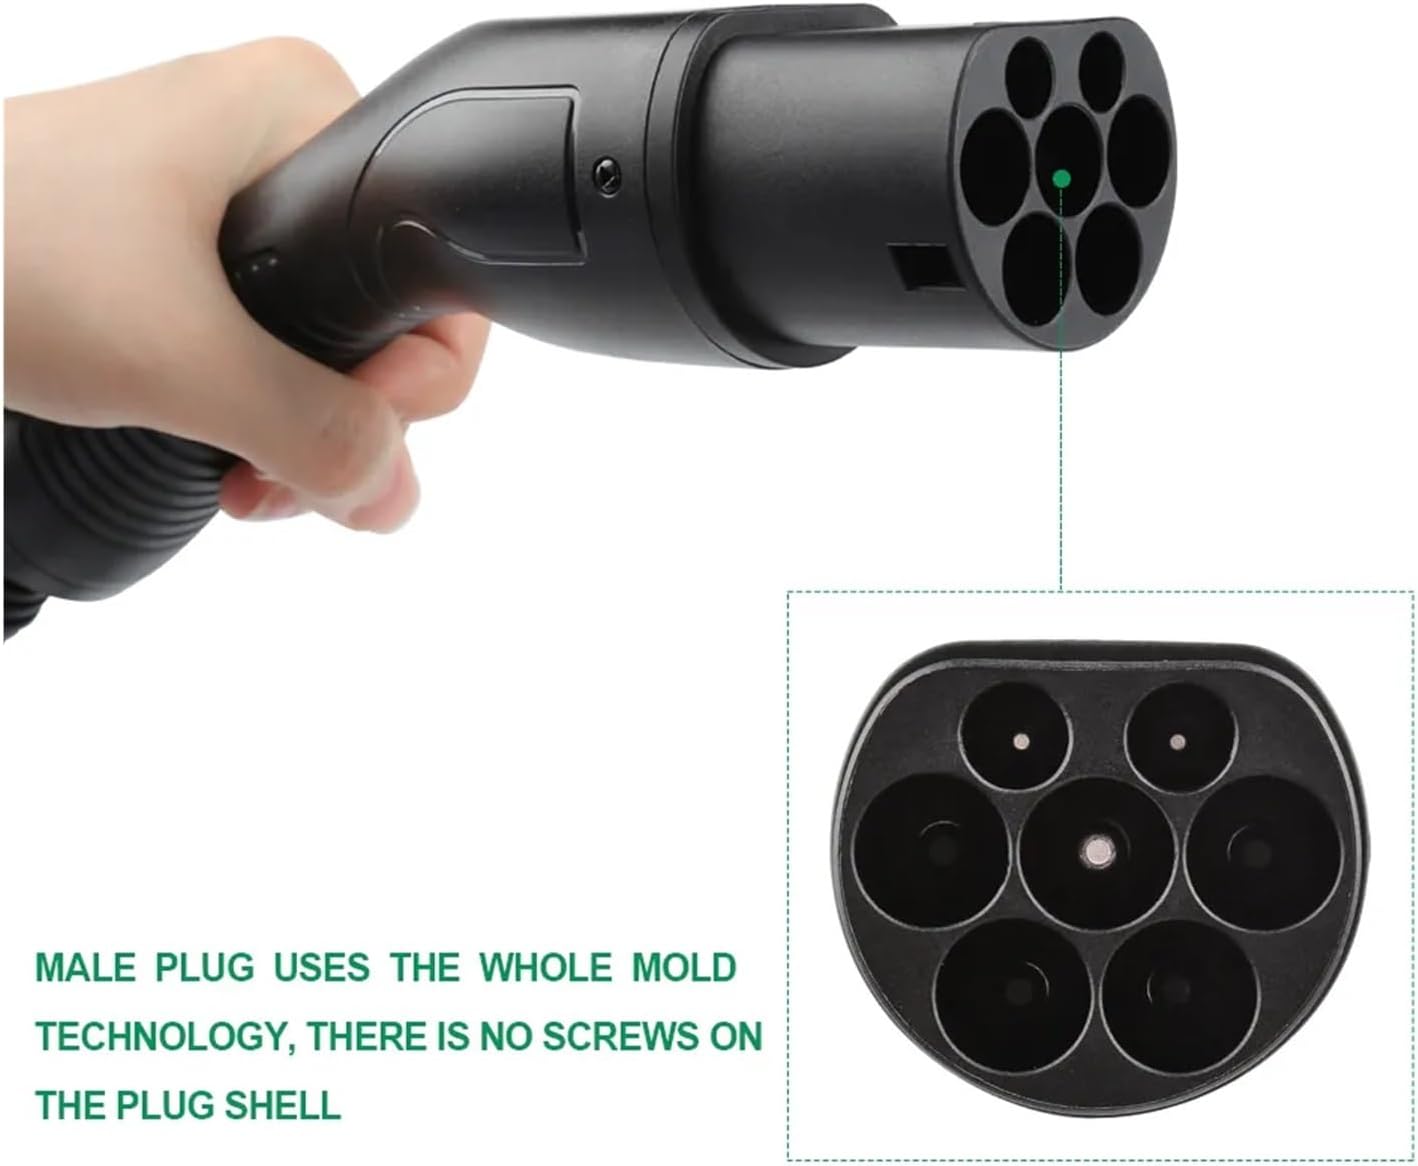 MALE PLUG USES THE WHOLE MOLD
TECHNOLOGY, THERE IS NO SCREWS ON
THE PLUG SHELL